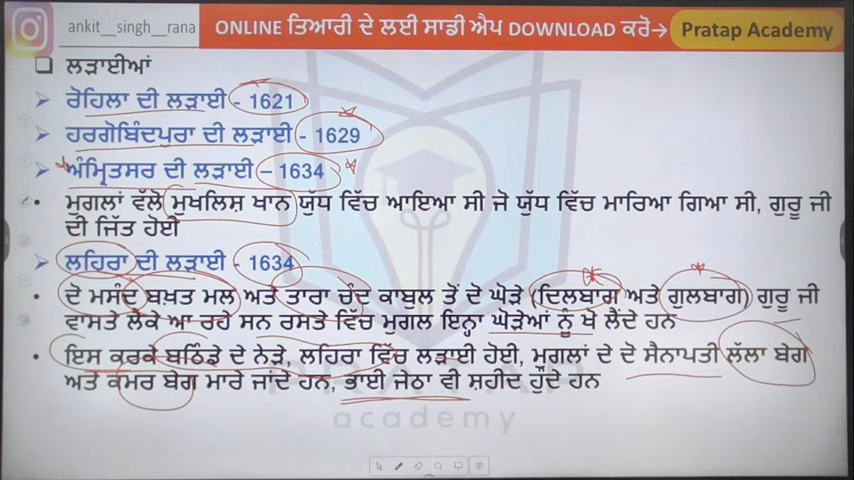 ankit__singh__rana
ONLINE ਤਿਆਰੀ ਦੇ ਲਈ ਸਾਡੀ ਐਪ DOWNLOAD ਕਰੋ→
Pratap Academy
❑ ਲੜਾਈਆਂ
➤ ਰੋਹਿਲਾ ਦੀ ਲੜਾਈ - 1621
➤ ਹਰਗੋਬਿੰਦਪੁਰਾ ਦੀ ਲੜਾਈ - 1629
➤ ਅੰਮ੍ਰਿਤਸਰ ਦੀ ਲੜਾਈ – 1634
• ਮੁਗਲਾਂ ਵੱਲੋਂ ਮੁਖਲਿਸ਼ ਖਾਨ ਯੁੱਧ ਵਿੱਚ ਆਇਆ ਸੀ ਜੋ ਯੁੱਧ ਵਿੱਚ ਮਾਰਿਆ ਗਿਆ ਸੀ, ਗੁਰੂ ਜੀ
ਦੀ ਜਿੱਤ ਹੋਈ
➤ ਲਹਿਰਾ ਦੀ ਲੜਾਈ - 1634
• ਦੋ ਮਸੰਦ ਬਖ਼ਤ ਮਲ ਅਤੇ ਤਾਰਾ ਚੰਦ ਕਾਬੁਲ ਤੋਂ ਦੋ ਘੋੜੇ (ਦਿਲਬਾਗ ਅਤੇ ਗੁਲਬਾਗ) ਗੁਰੂ ਜੀ
ਵਾਸਤੇ ਲੈਕੇ ਆ ਰਹੇ ਸਨ ਰਸਤੇ ਵਿੱਚ ਮੁਗਲ ਇਨ੍ਹਾ ਘੋੜੇਆਂ ਨੂੰ ਖੋ ਲੈਂਦੇ ਹਨ
• ਇਸ ਕਰਕੇ ਬਠਿੰਡੇ ਦੇ ਨੇੜੇ, ਲਹਿਰਾ ਵਿੱਚ ਲੜਾਈ ਹੋਈ, ਮੁਗਲਾਂ ਦੇ ਦੋ ਸੈਨਾਪਤੀ ਲੱਲਾ ਬੇਗ
ਅਤੇ ਕਮਰ ਬੇਗ ਮਾਰੇ ਜਾਂਦੇ ਹਨ, ਭਾਈ ਜੇਠਾ ਵੀ ਸ਼ਹੀਦ ਹੁੰਦੇ ਹਨ
PRATAP
academy